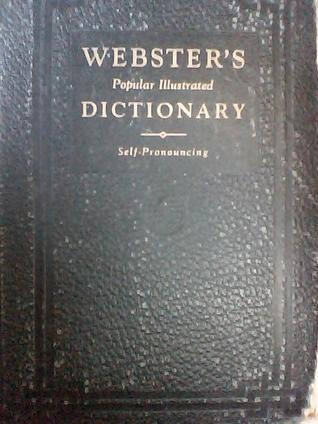 WEBSTER'S
Popular Illustrated
DICTIONARY
Self-Pronouncing